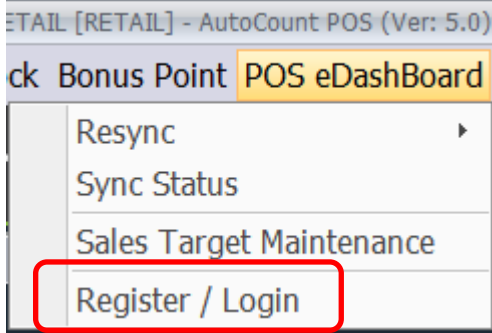 ETAIL [RETAIL] - AutoCount POS (Ver: 5.0)
ck Bonus Point POS eDashBoard
Resync
Sync Status
Sales Target Maintenance
Register / Login